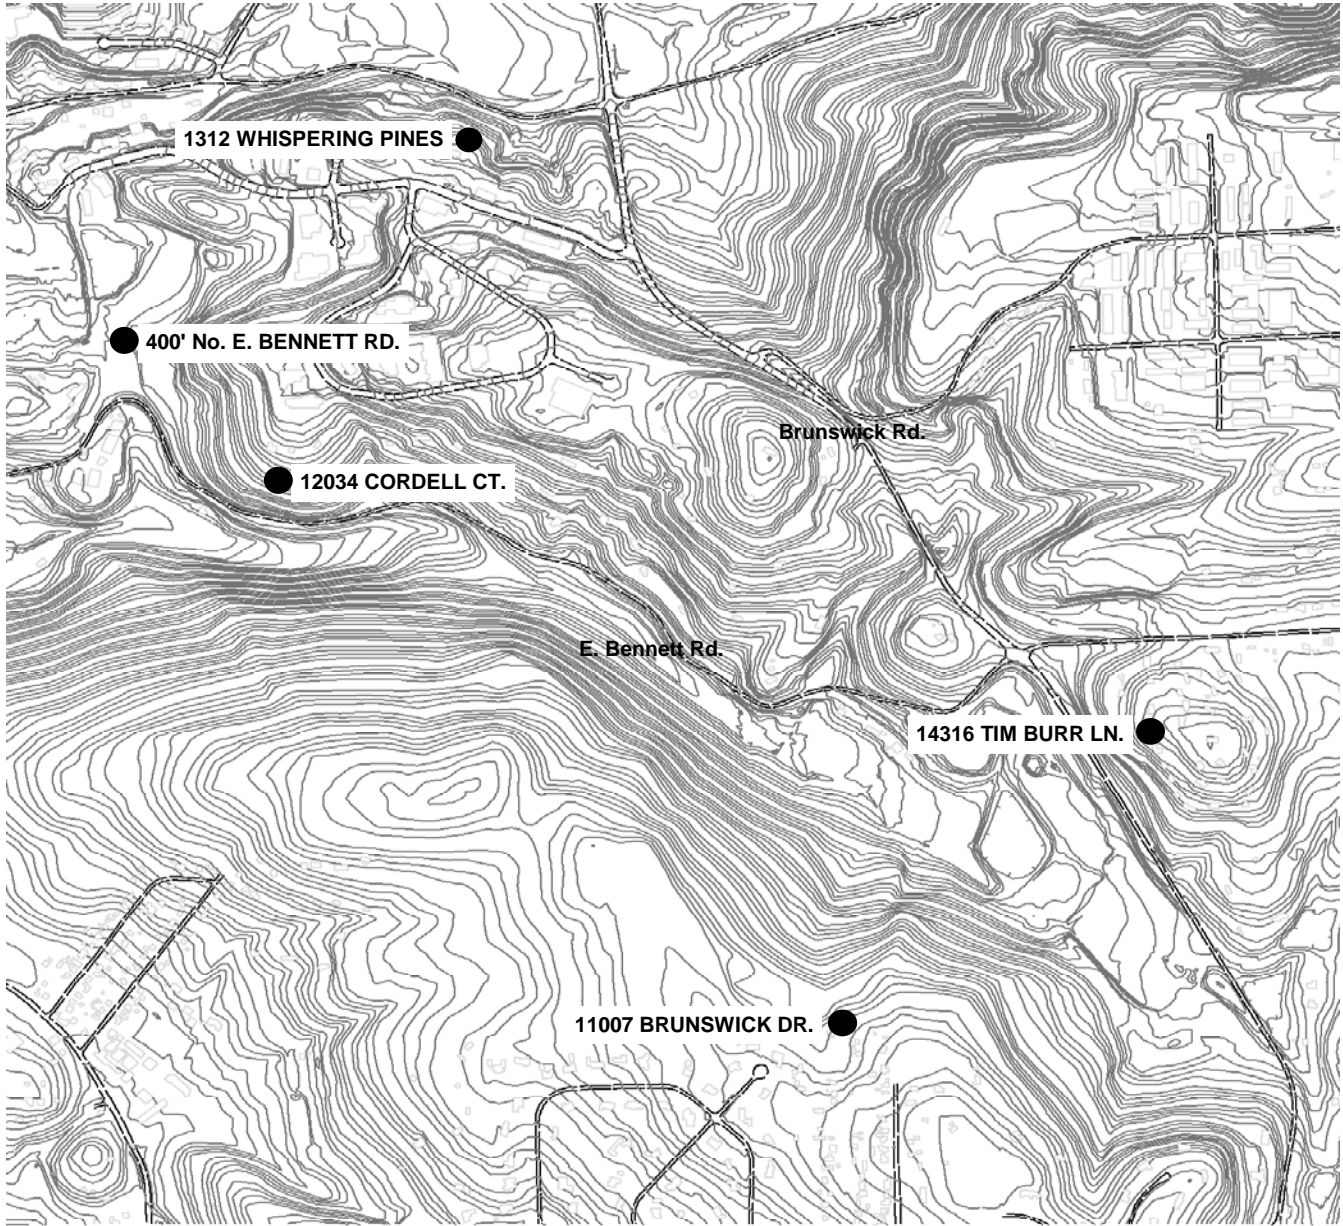 1312 WHISPERING PINES
400' No. E. BENNETT RD.
Brunswick Rd.
12034 CORDELL CT.
E. Bennett Rd.
14316 TIM BURR LN.
11007 BRUNSWICK DR.